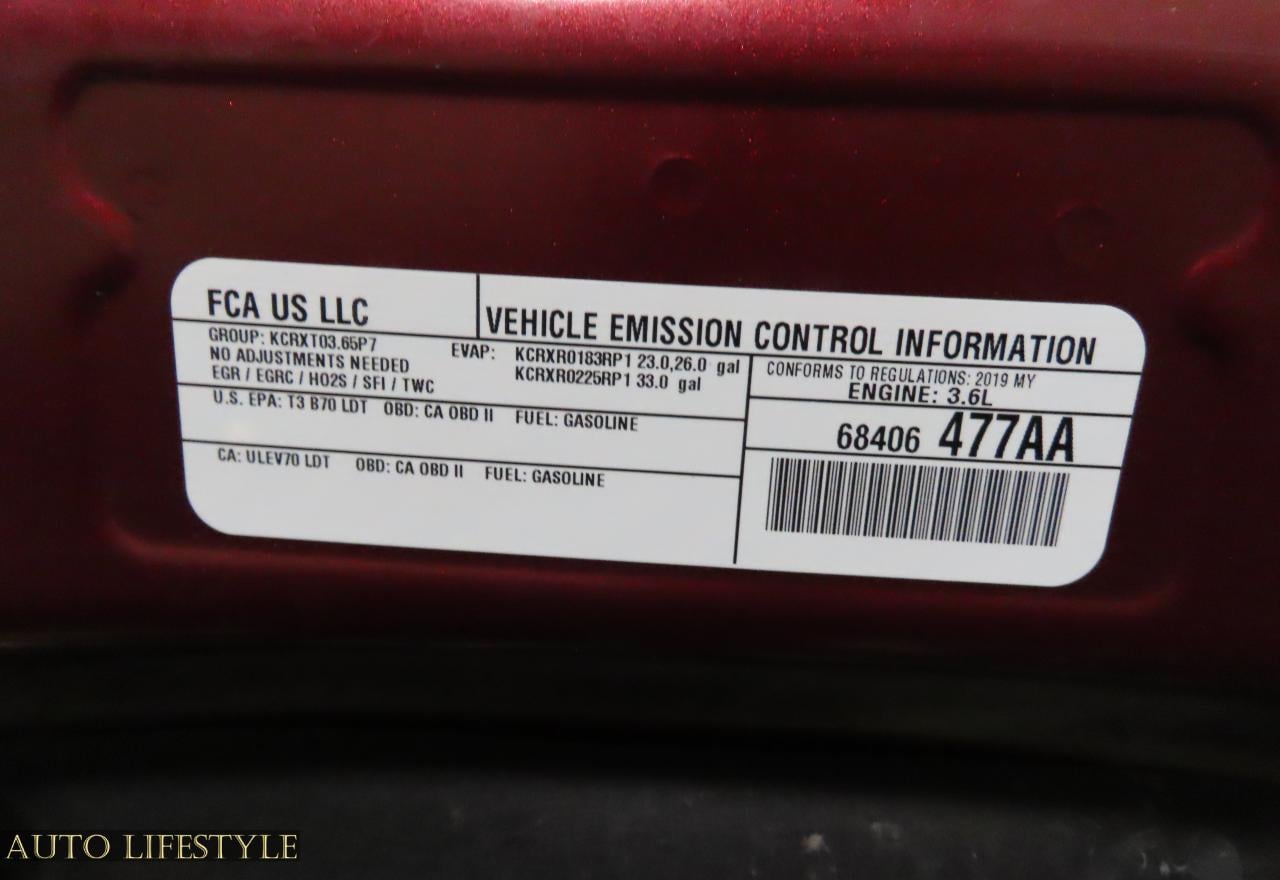 FCA US LLC
VEHICLE EMISSION CONTROL INFORMATION
GROUP: KCRXT03.65P7
NO ADJUSTMENTS NEEDED
EGR / EGRC / HO2S / SFI / TWC
EVAP: KCRXR0183RP1 23.0,26.0 gal
KCRXR0225RP1 33.0 gal
CONFORMS TO REGULATIONS: 2019 MY
ENGINE: 3.6L
U.S. EPA: T3 B70 LDT OBD: CA OBD II FUEL: GASOLINE
68406 477AA
CA: ULEV70 LDT OBD: CA OBD II FUEL: GASOLINE
AUTO LIFESTYLE